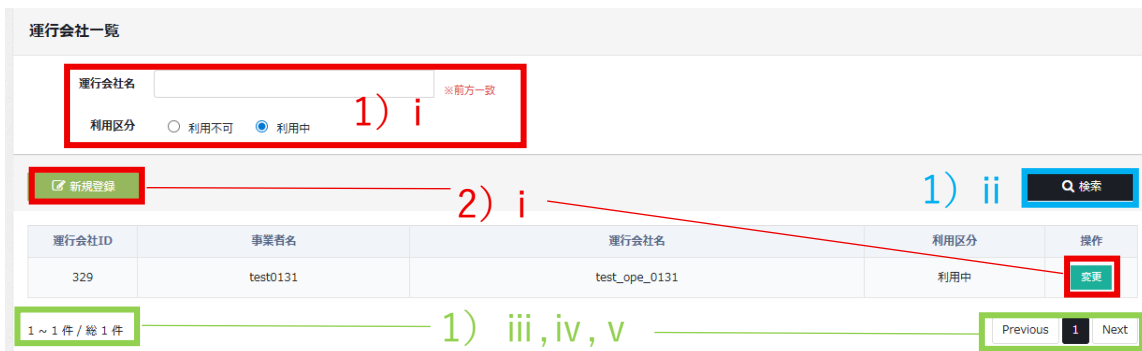 運行会社一覧
運行会社名 ※前方一致
1) i
利用区分 利用不可 利用中
新規登録 2) i 1) ii 検索
運行会社ID 事業者名 運行会社名 利用区分 操作
329 test0131 test_ope_0131 利用中 変更
1 ~ 1 件 / 総 1 件 1) iii , iv , v Previous 1 Next